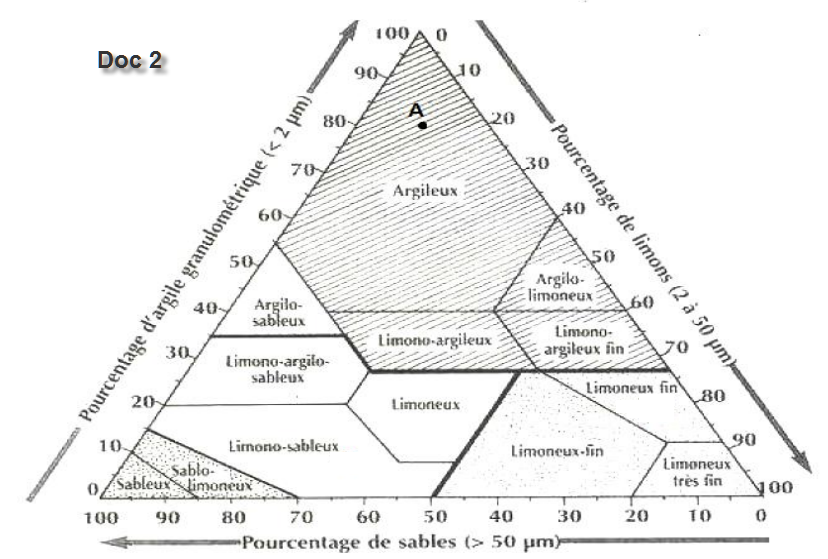 Doc 2
Pourcentage d'argile granulométrique (< 2 µm)
Pourcentage de limons (2 à 50 µm)
100 0
90 10
A
80 20
70 30
Argileux
60 40
50 50
Argilo-
limoneux
40 60
Argilo-
sableux
Limono-argileux
Limono-
argileux fin
30 70
Limono-argilo-
sableux
Limoneux fin
20 80
Limoneux
10 90
Limono-sableux
Limoneux-fin
Limoneux
très fin
Sablo-
limoneux
Sableux
0 100
100 90 80 70 60 50 40 30 20 10 0
Pourcentage de sables (> 50 µm)